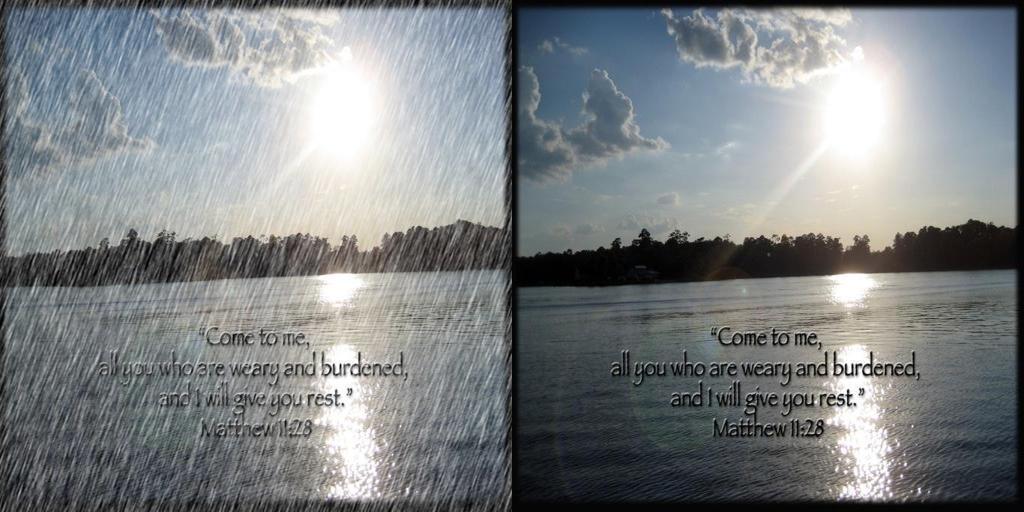 “Come to me,
all you who are weary and burdened,
and I will give you rest.”
Matthew 11:28
“Come to me,
all you who are weary and burdened,
and I will give you rest.”
Matthew 11:28